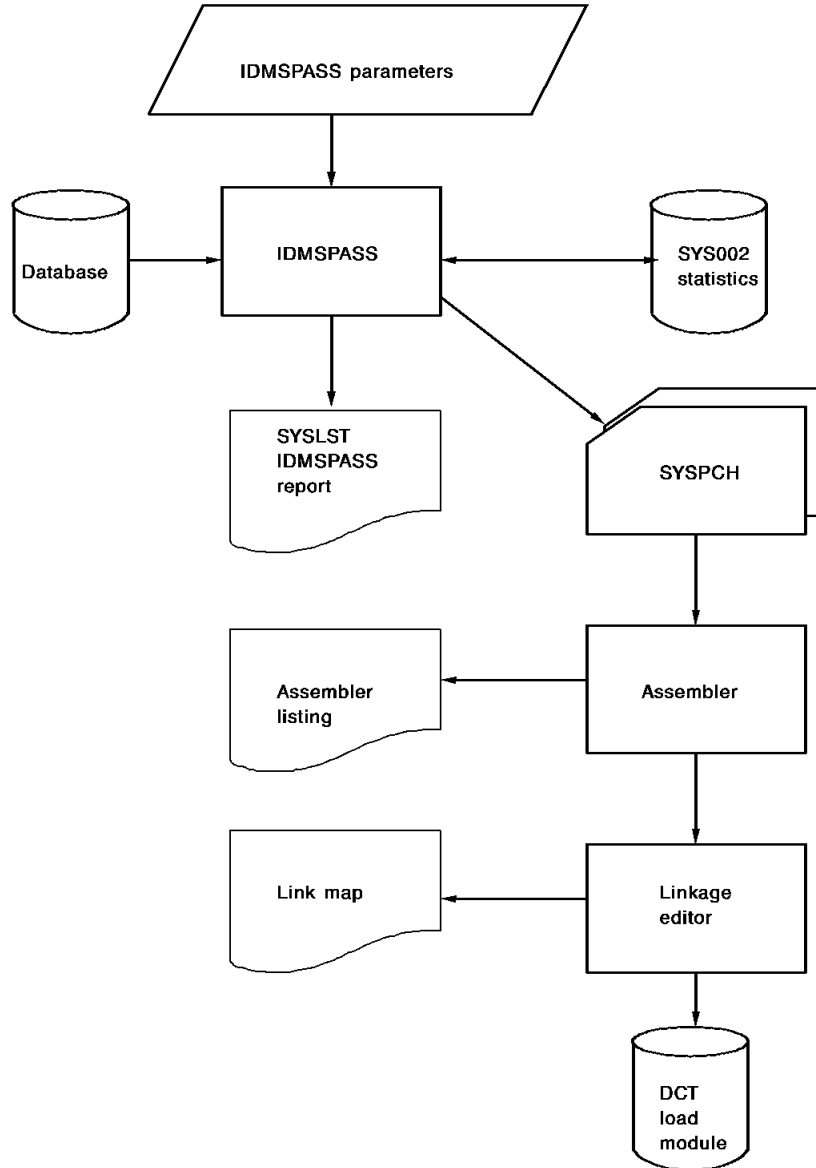 IDMSPASS parameters
Database
IDMSPASS
SYS002
statistics
SYSLST
IDMSPASS
report
SYSPCH
Assembler
listing
Assembler
Link map
Linkage
editor
DCT
load
module